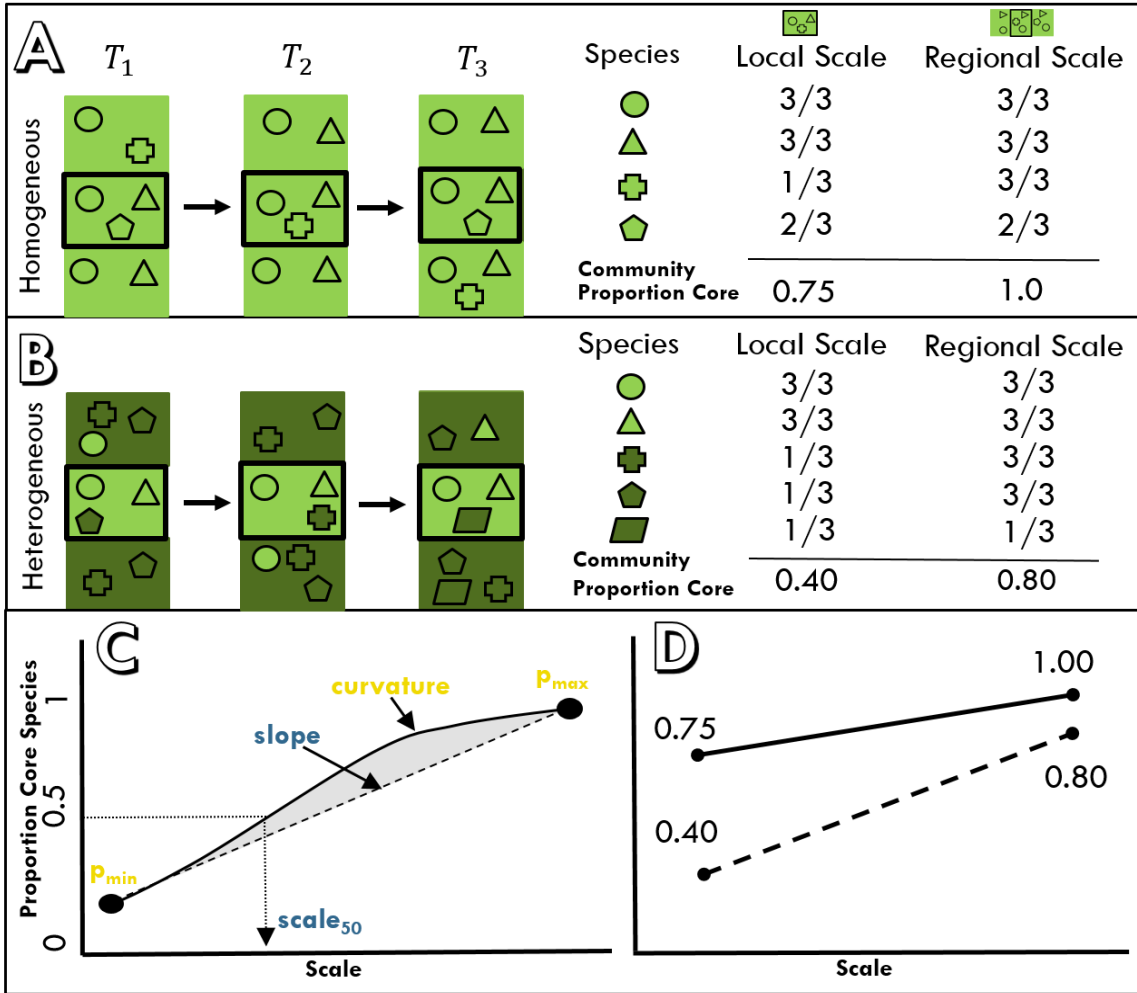 A
T₁ T₂ T₃
Species Local Scale Regional Scale
Homogeneous
3/3 3/3
3/3 3/3
1/3 3/3
2/3 2/3
Community
Proportion Core 0.75 1.0
B
Species Local Scale Regional Scale
Heterogeneous
3/3 3/3
3/3 3/3
1/3 3/3
1/3 3/3
1/3 1/3
Community
Proportion Core 0.40 0.80
C
Proportion Core Species
1
0.5
0
curvature
pmax
slope
pmin
scale50
Scale
D
1.00
0.75
0.80
0.40
Scale